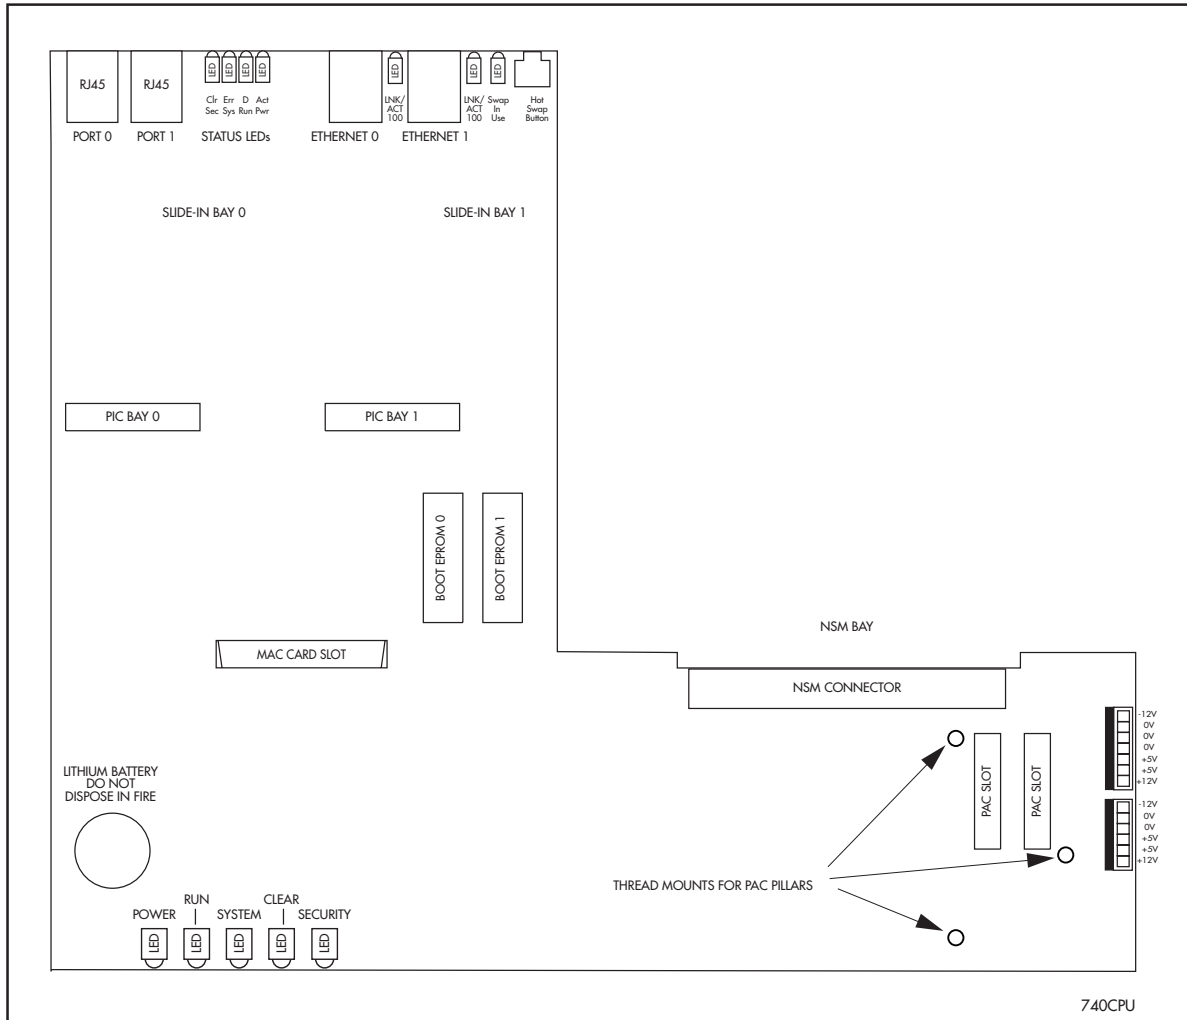 RJ45
RJ45
LED
LED
LED
LED
LED
LED
LED
Clr Err D Act
Sec Sys Run Pwr
LNK/
ACT
100
LNK/
ACT
100
Swap
In
Use
Hot
Swap
Button
PORT 0
PORT 1
STATUS LEDs
ETHERNET 0
ETHERNET 1
SLIDE-IN BAY 0
SLIDE-IN BAY 1
PIC BAY 0
PIC BAY 1
BOOT EPROM 0
BOOT EPROM 1
NSM BAY
MAC CARD SLOT
NSM CONNECTOR
-12V
0V
0V
0V
+5V
+5V
+12V
PAC SLOT
PAC SLOT
-12V
0V
0V
+5V
+5V
+12V
LITHIUM BATTERY
DO NOT
DISPOSE IN FIRE
THREAD MOUNTS FOR PAC PILLARS
POWER
RUN
SYSTEM
CLEAR
SECURITY
LED
LED
LED
LED
LED
740CPU